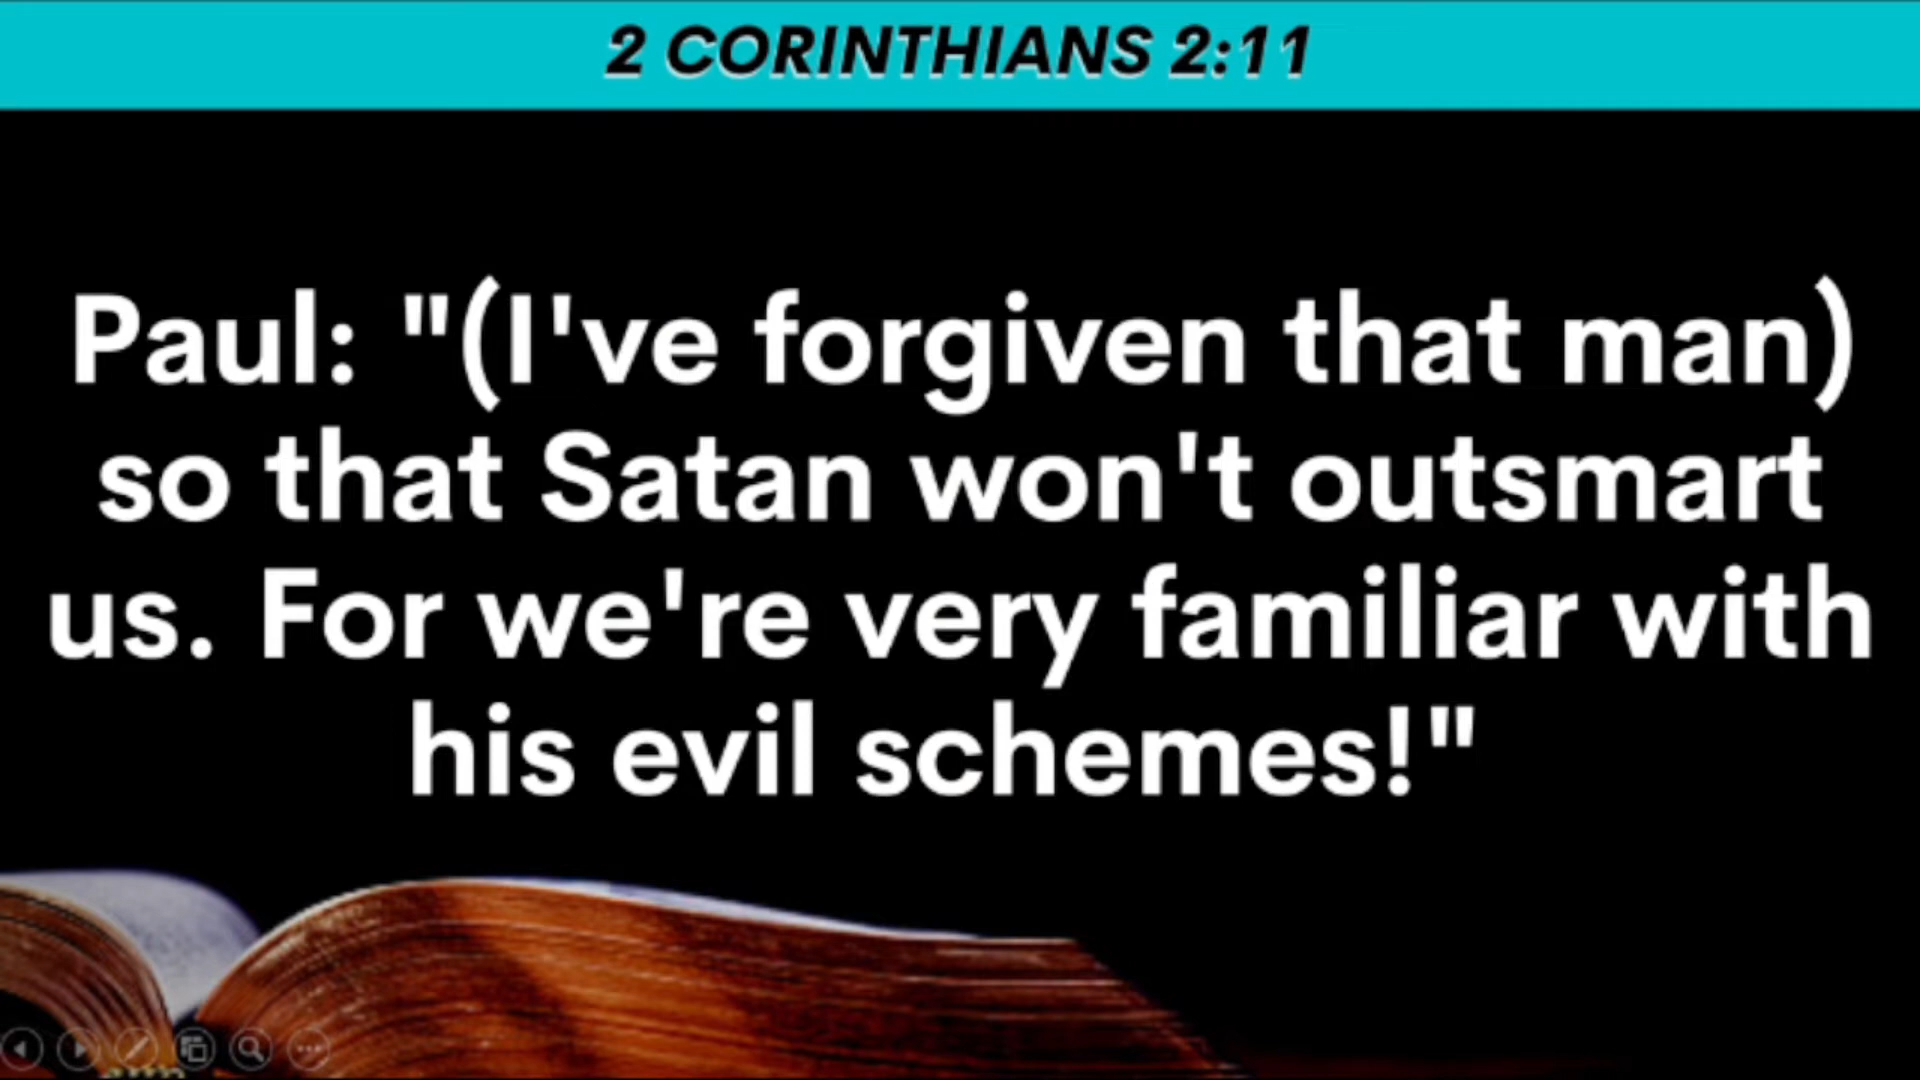 2 CORINTHIANS 2:11
Paul: "(I've forgiven that man)
so that Satan won't outsmart
us. For we're very familiar with
his evil schemes!"